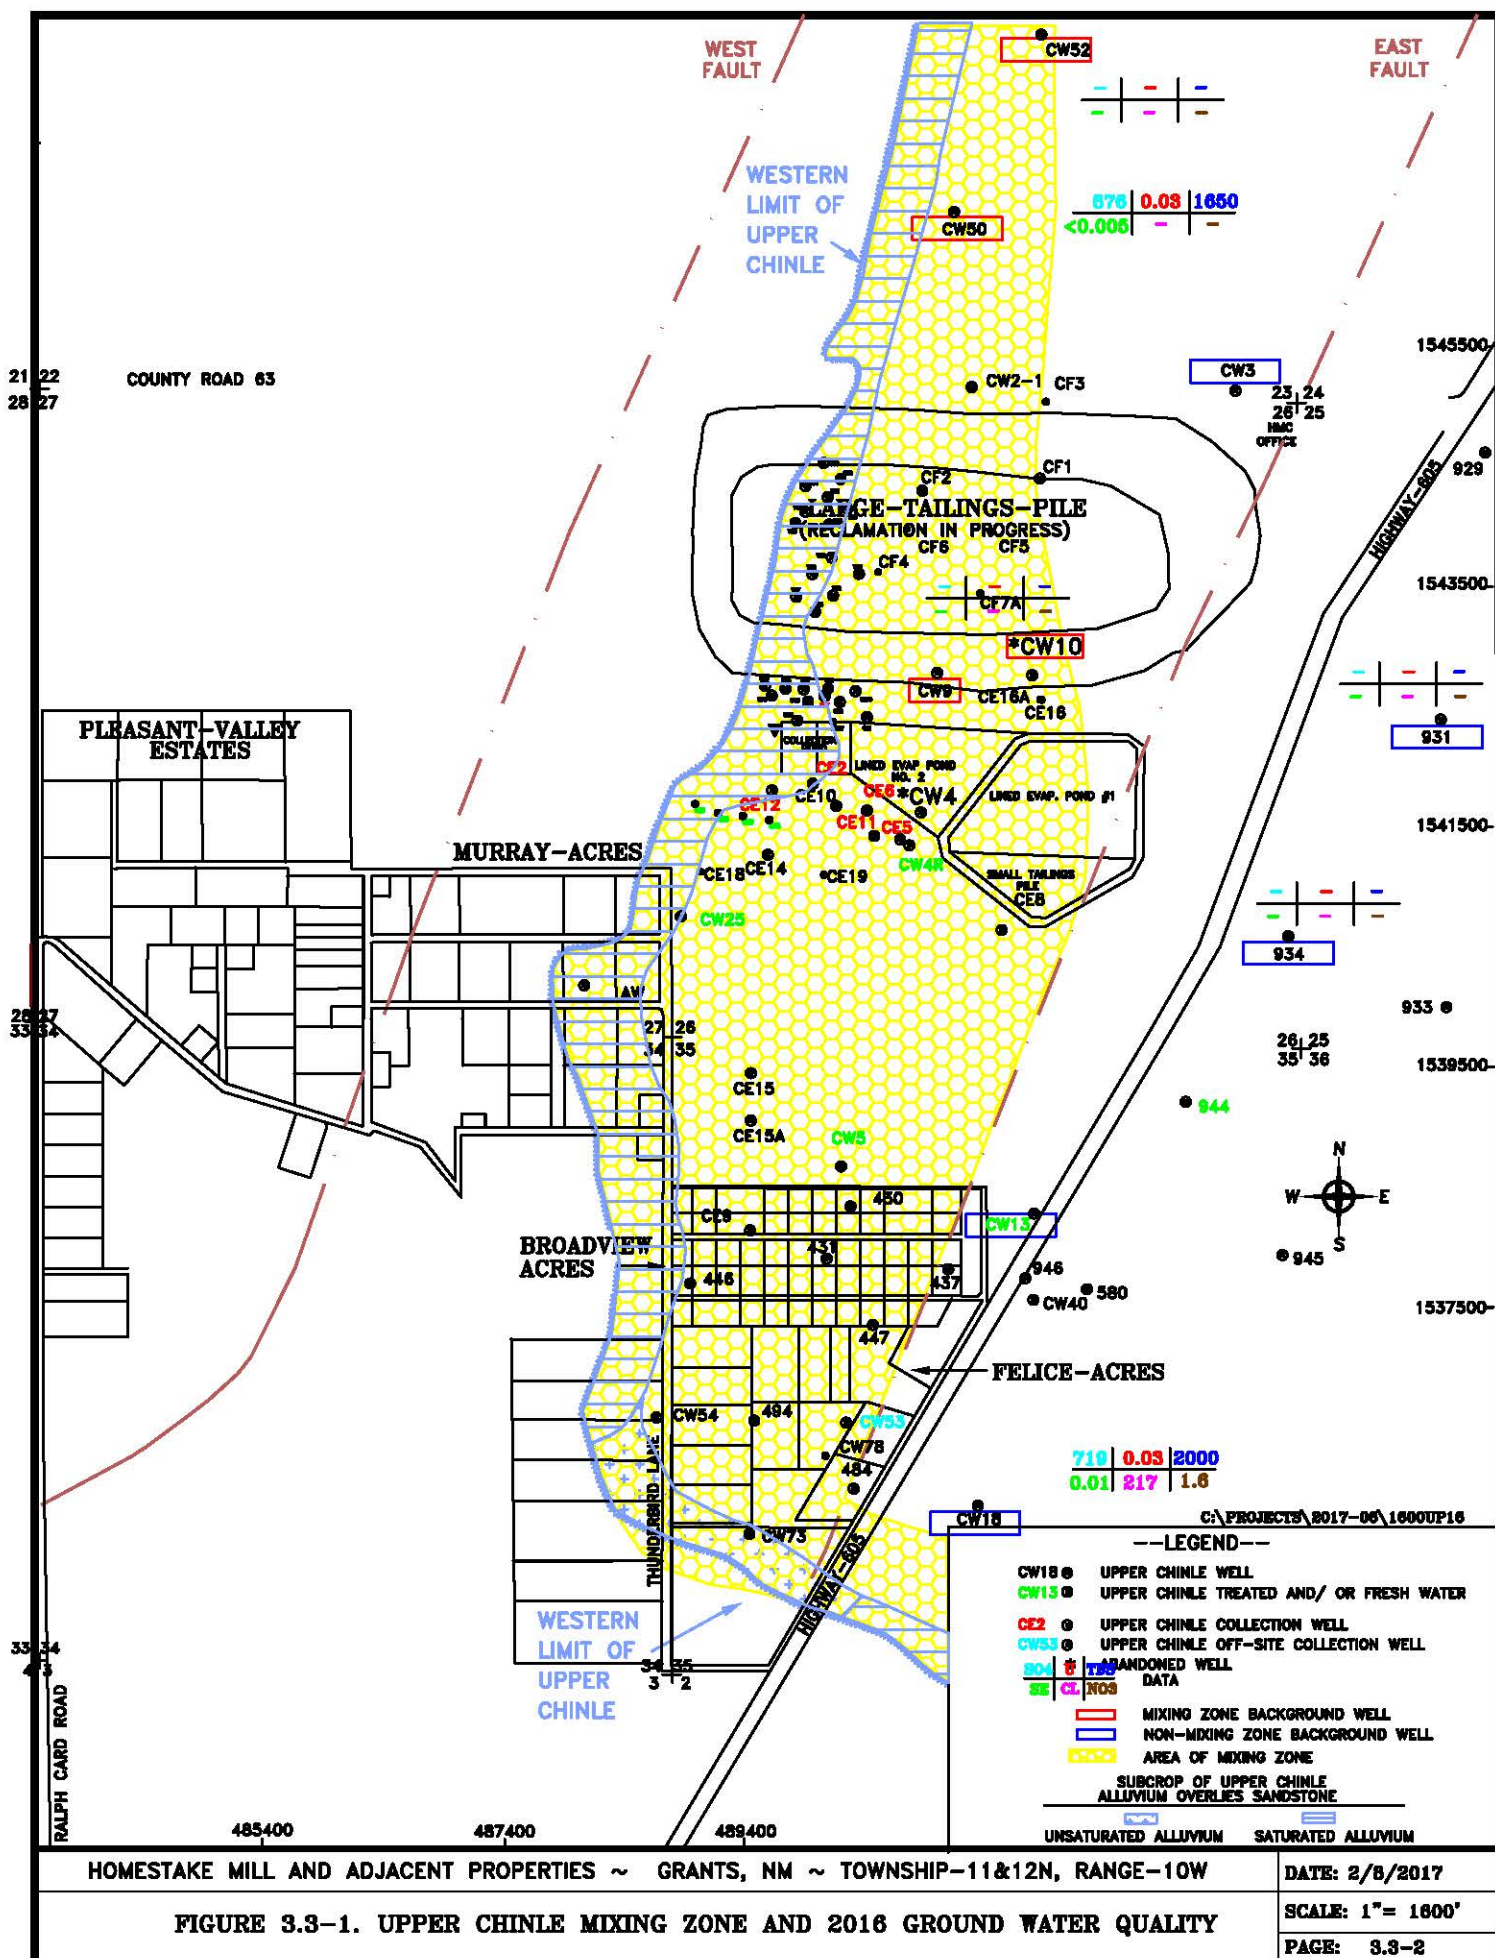 WEST
FAULT
EAST
FAULT
CW52
- - -
- - -
WESTERN
LIMIT OF
UPPER
CHINLE
676 0.03 1650
<0.005 - -
CW50
1545500
CW3
21 22
28 27
COUNTY ROAD 63
CW2-1
CF3
23 24
26 25
HMC
OFFICE
929
HIGHWAY-605
CF1
CF2
LARGE-TAILINGS-PILE
(RECLAMATION IN PROGRESS)
CF6
CF5
CF4
1543500
- - -
CF7A
- - -
*CW10
- - -
- - -
CW9
CE16A
CE16
931
PLEASANT-VALLEY
ESTATES
COLLECTION
CE2
LINED EVAP POND
NO. 2
CE6
*CW4
LINED EVAP. POND #1
CE10
CE12
CE11
CE5
1541500
MURRAY-ACRES
CE14
CW4R
CE18
CE19
SMALL TAILINGS
PILE
CE8
- - -
- - -
CW25
934
AW
933
28 27
33 34
27 26
34 35
26 25
35 36
1539500
CE15
944
CE15A
CW5
N
W E
S
450
CE9
CW13
BROADVIEW
ACRES
431
945
446
437
946
580
CW40
1537500
447
FELICE-ACRES
CW54
494
CW53
CW78
484
719 0.03 2000
0.01 217 1.6
THUNDERBIRD LANE
CW18
CW73
HIGHWAY-605
C:\PROJECTS\2017-06\1600UP16
--LEGEND--
CW18 UPPER CHINLE WELL
CW13 UPPER CHINLE TREATED AND/ OR FRESH WATER
CE2 UPPER CHINLE COLLECTION WELL
CW53 UPPER CHINLE OFF-SITE COLLECTION WELL
* ABANDONED WELL
SO4 U TDS
SE CL NO3
DATA
MIXING ZONE BACKGROUND WELL
NON-MIXING ZONE BACKGROUND WELL
AREA OF MIXING ZONE
SUBCROP OF UPPER CHINLE
ALLUVIUM OVERLIES SANDSTONE
UNSATURATED ALLUVIUM SATURATED ALLUVIUM
WESTERN
LIMIT OF
UPPER
CHINLE
33 34
4 3
34 35
3 2
RALPH CARD ROAD
485400
487400
489400
HOMESTAKE MILL AND ADJACENT PROPERTIES ~ GRANTS, NM ~ TOWNSHIP-11&12N, RANGE-10W
DATE: 2/8/2017
FIGURE 3.3-1. UPPER CHINLE MIXING ZONE AND 2016 GROUND WATER QUALITY
SCALE: 1"= 1600'
PAGE: 3.3-2